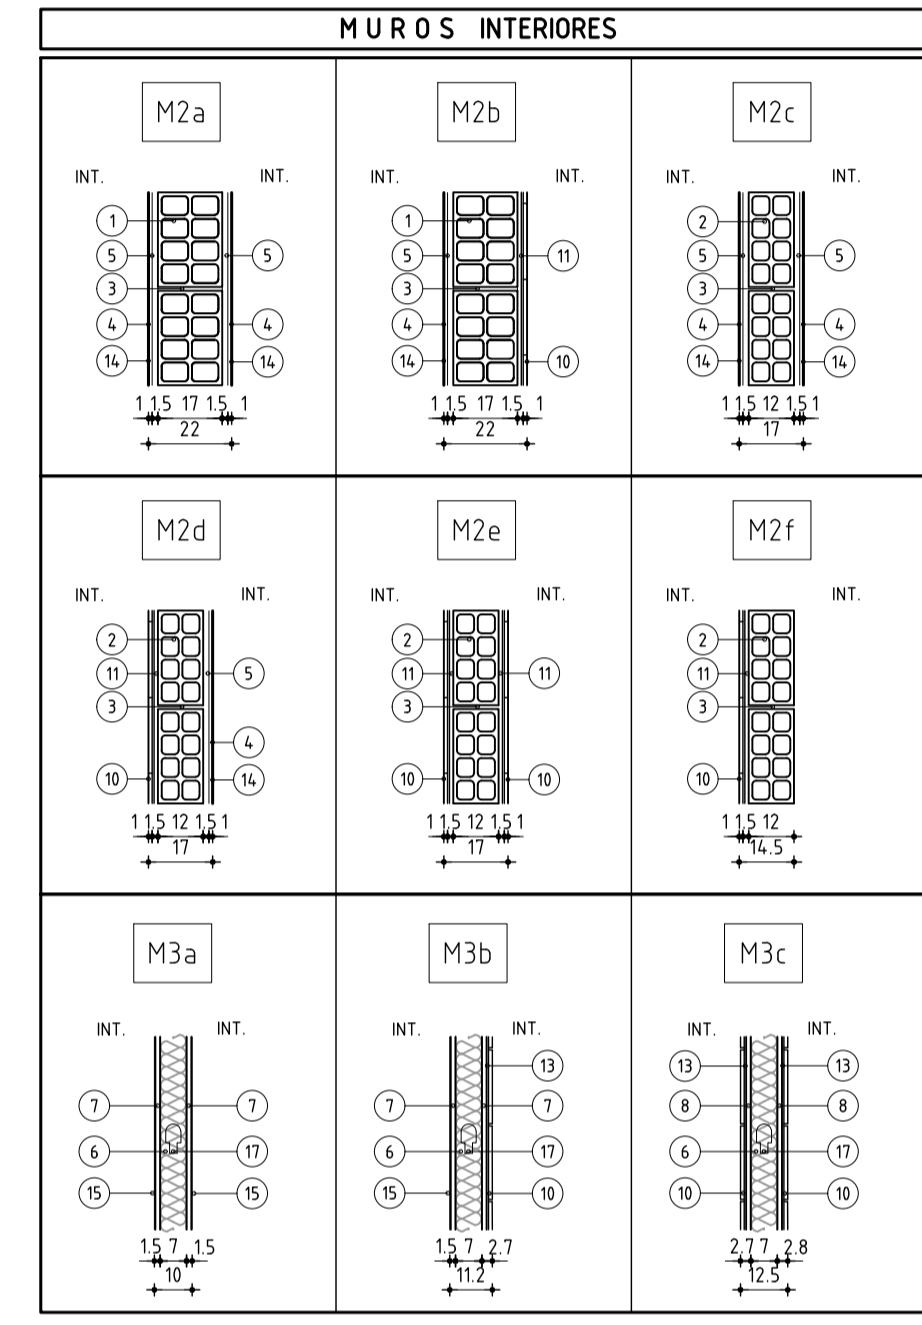 MUROS INTERIORES
M2a
INT. INT.
1
5 5
3
4 4
14 14
1 1.5 17 1.5 1
22
M2b
INT. INT.
1
5 11
3
4
14 10
1 1.5 17 1.5 1
22
M2c
INT. INT.
2
5 5
3
4 4
14 14
1 1.5 12 1.5 1
17
M2d
INT. INT.
2
11 5
3
4
10 14
1 1.5 12 1.5 1
17
M2e
INT. INT.
2
11 11
3
10 10
1 1.5 12 1.5 1
17
M2f
INT. INT.
2
11
3
10
1 1.5 12
14.5
M3a
INT. INT.
7 7
6 17
15 15
1.5 7 1.5
10
M3b
INT. INT.
13
7 7
6 17
15 10
1.5 7 2.7
11.2
M3c
INT. INT.
13 13
8 8
6 17
10 10
2.7 7 2.8
12.5